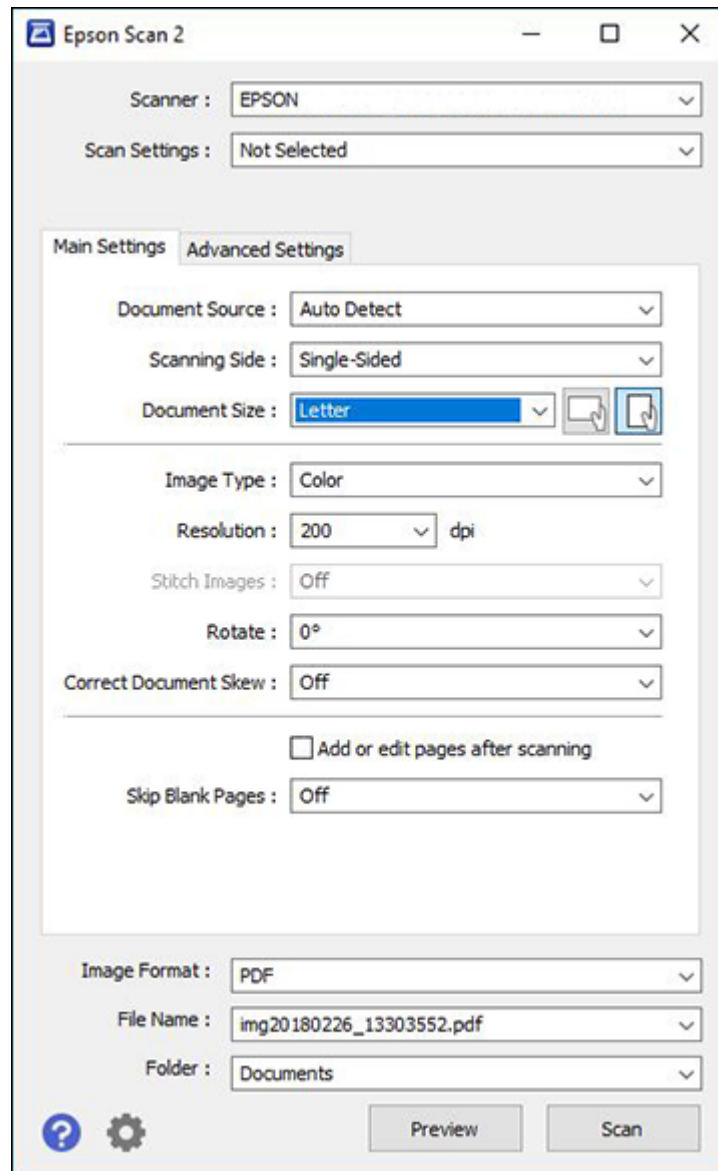 Epson Scan 2
Scanner : EPSON
Scan Settings : Not Selected
Main Settings Advanced Settings
Document Source : Auto Detect
Scanning Side : Single-Sided
Document Size : Letter
Image Type : Color
Resolution : 200 dpi
Stitch Images : Off
Rotate : 0°
Correct Document Skew : Off
Add or edit pages after scanning
Skip Blank Pages : Off
Image Format : PDF
File Name : img20180226_13303552.pdf
Folder : Documents
? Preview Scan